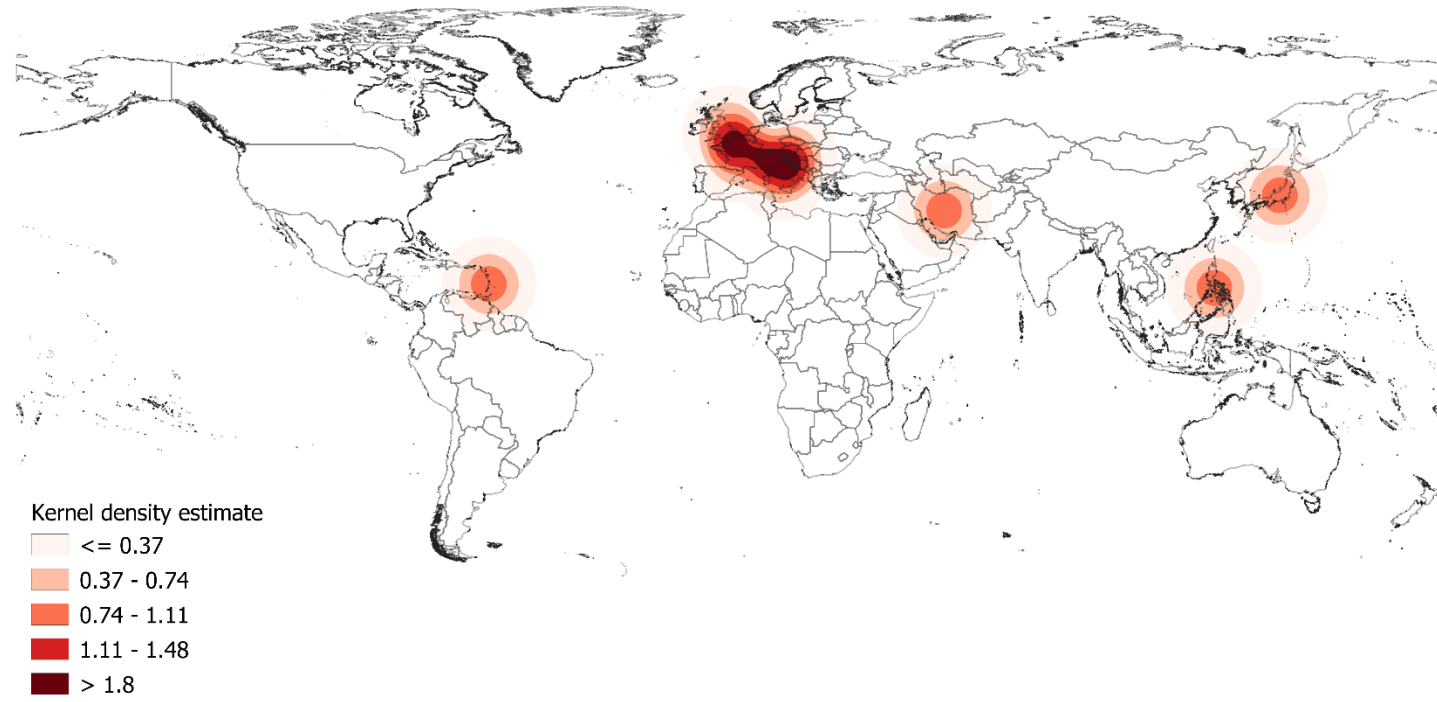 Kernel density estimate
<= 0.37
0.37 - 0.74
0.74 - 1.11
1.11 - 1.48
> 1.8